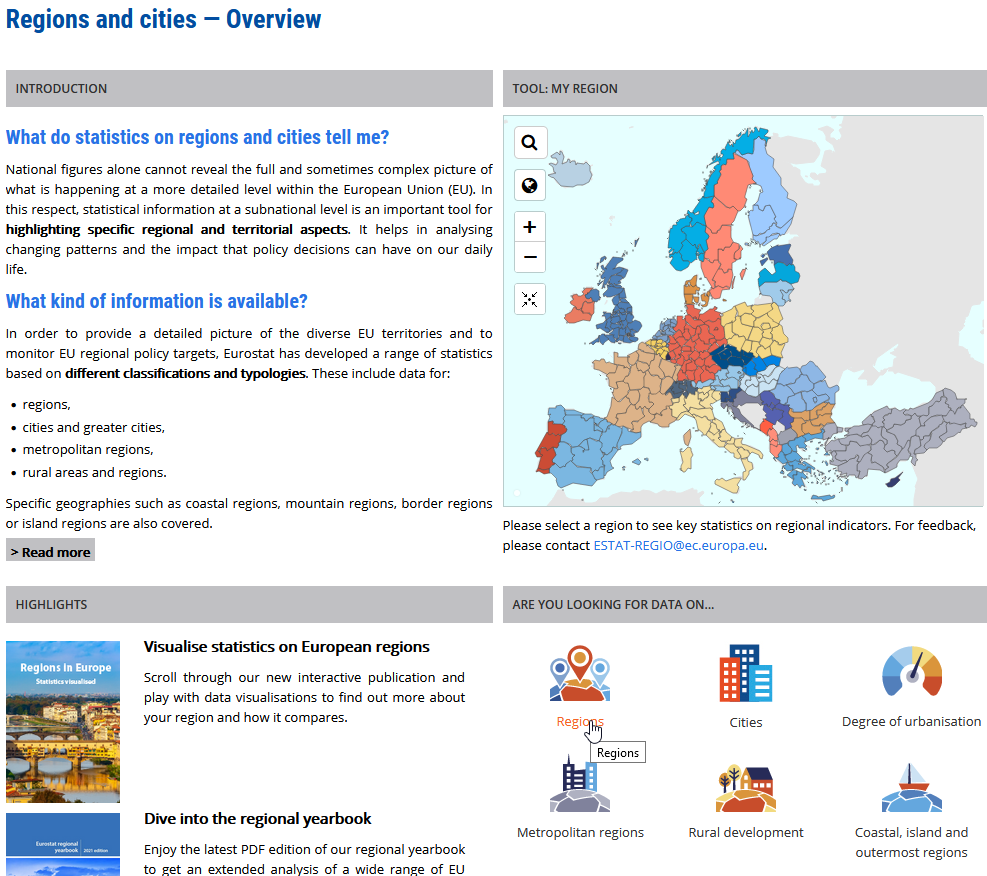 Regions and cities — Overview
INTRODUCTION
What do statistics on regions and cities tell me?
National figures alone cannot reveal the full and sometimes complex picture of
what is happening at a more detailed level within the European Union (EU). In
this respect, statistical information at a subnational level is an important tool for
highlighting specific regional and territorial aspects. It helps in analysing
changing patterns and the impact that policy decisions can have on our daily
life.
What kind of information is available?
In order to provide a detailed picture of the diverse EU territories and to
monitor EU regional policy targets, Eurostat has developed a range of statistics
based on different classifications and typologies. These include data for:
• regions,
• cities and greater cities,
• metropolitan regions,
• rural areas and regions.
Specific geographies such as coastal regions, mountain regions, border regions
or island regions are also covered.
> Read more
TOOL: MY REGION
+
−
Please select a region to see key statistics on regional indicators. For feedback,
please contact ESTAT-REGIO@ec.europa.eu.
HIGHLIGHTS
Regions in Europe
Statistics visualised
Visualise statistics on European regions
Scroll through our new interactive publication and
play with data visualisations to find out more about
your region and how it compares.
Eurostat regional
yearbook | 2021 edition
Dive into the regional yearbook
Enjoy the latest PDF edition of our regional yearbook
to get an extended analysis of a wide range of EU
ARE YOU LOOKING FOR DATA ON...
Regions
Cities
Degree of urbanisation
Regions
Metropolitan regions
Rural development
Coastal, island and
outermost regions